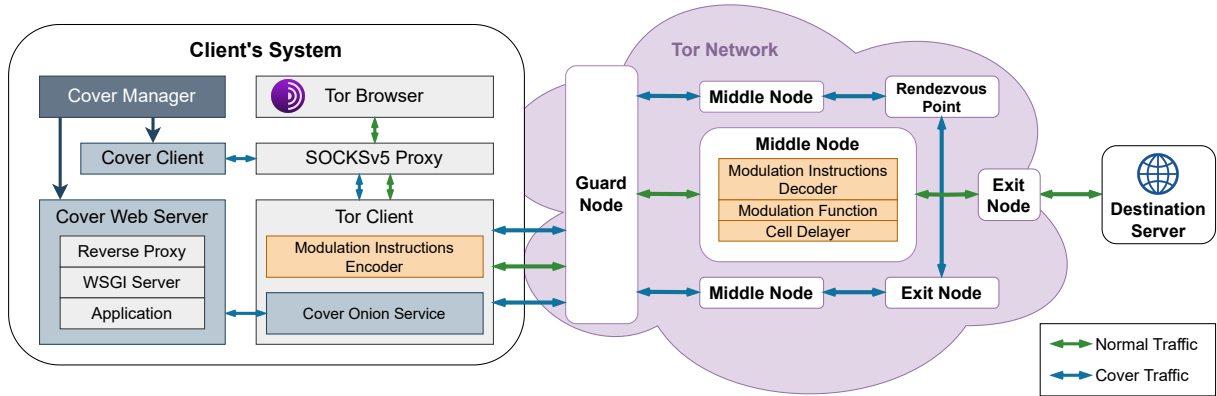 Client's System
Cover Manager
Tor Browser
Cover Client
SOCKSv5 Proxy
Cover Web Server
Reverse Proxy
WSGI Server
Application
Tor Client
Modulation Instructions
Encoder
Cover Onion Service
Tor Network
Guard
Node
Middle Node
Rendezvous
Point
Middle Node
Modulation Instructions
Decoder
Modulation Function
Cell Delayer
Exit
Node
Destination
Server
Middle Node
Exit Node
Normal Traffic
Cover Traffic